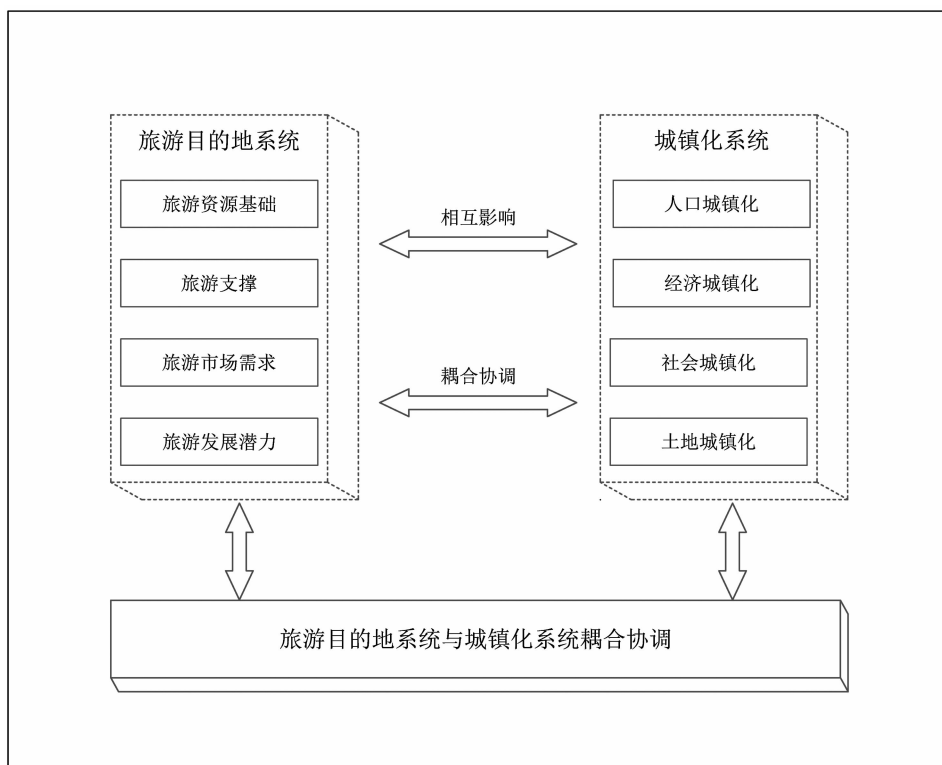 旅游目的地系统
旅游资源基础
旅游支撑
旅游市场需求
旅游发展潜力
相互影响
耦合协调
城镇化系统
人口城镇化
经济城镇化
社会城镇化
土地城镇化
旅游目的地系统与城镇化系统耦合协调